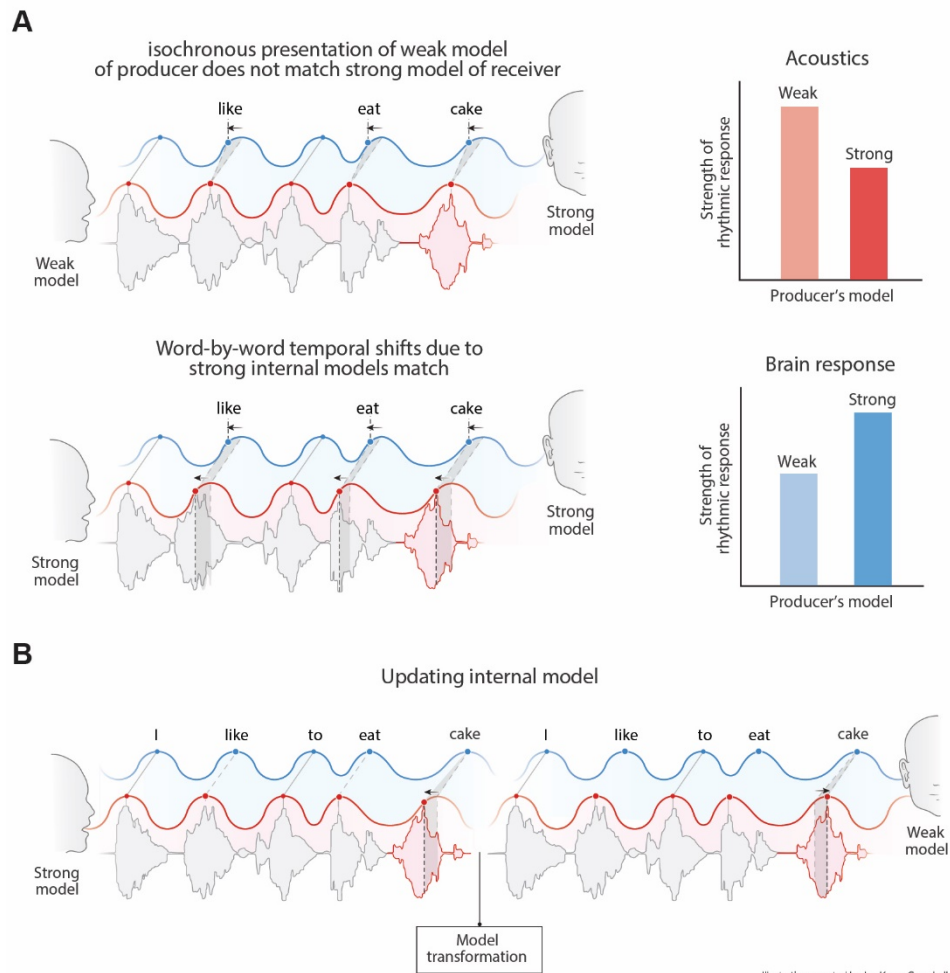 A
isochronous presentation of weak model
of producer does not match strong model of receiver
like eat cake
Weak
model
Strong
model
Acoustics
Weak
Strong
Strength of
rhythmic response
Producer's model
Word-by-word temporal shifts due to
strong internal models match
like eat cake
Strong
model
Strong
model
Brain response
Strong
Weak
Strength of
rhythmic response
Producer's model
B
Updating internal model
I like to eat cake I like to eat cake
Strong
model
Weak
model
Model
transformation